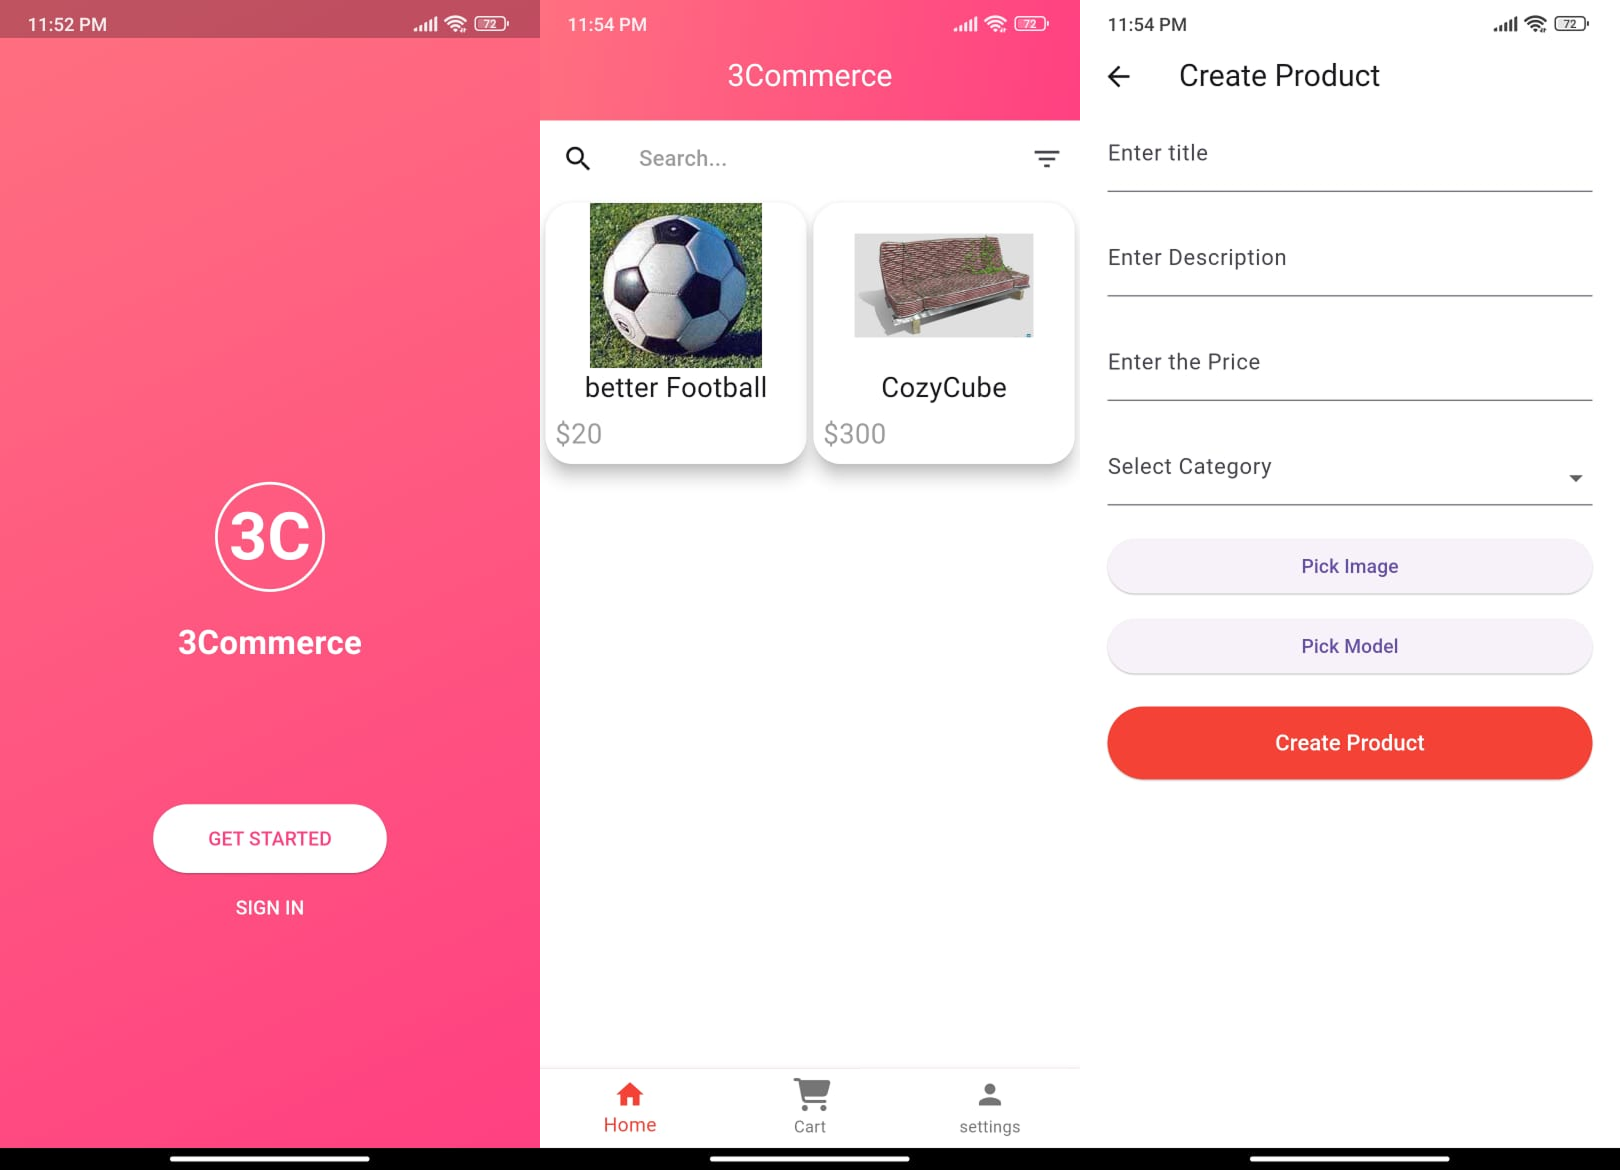 11:52 PM
72
3C
3Commerce
GET STARTED
SIGN IN
11:54 PM
72
3Commerce
Search...
better Football
$20
CozyCube
$300
Home
Cart
settings
11:54 PM
72
Create Product
Enter title
Enter Description
Enter the Price
Select Category
Pick Image
Pick Model
Create Product